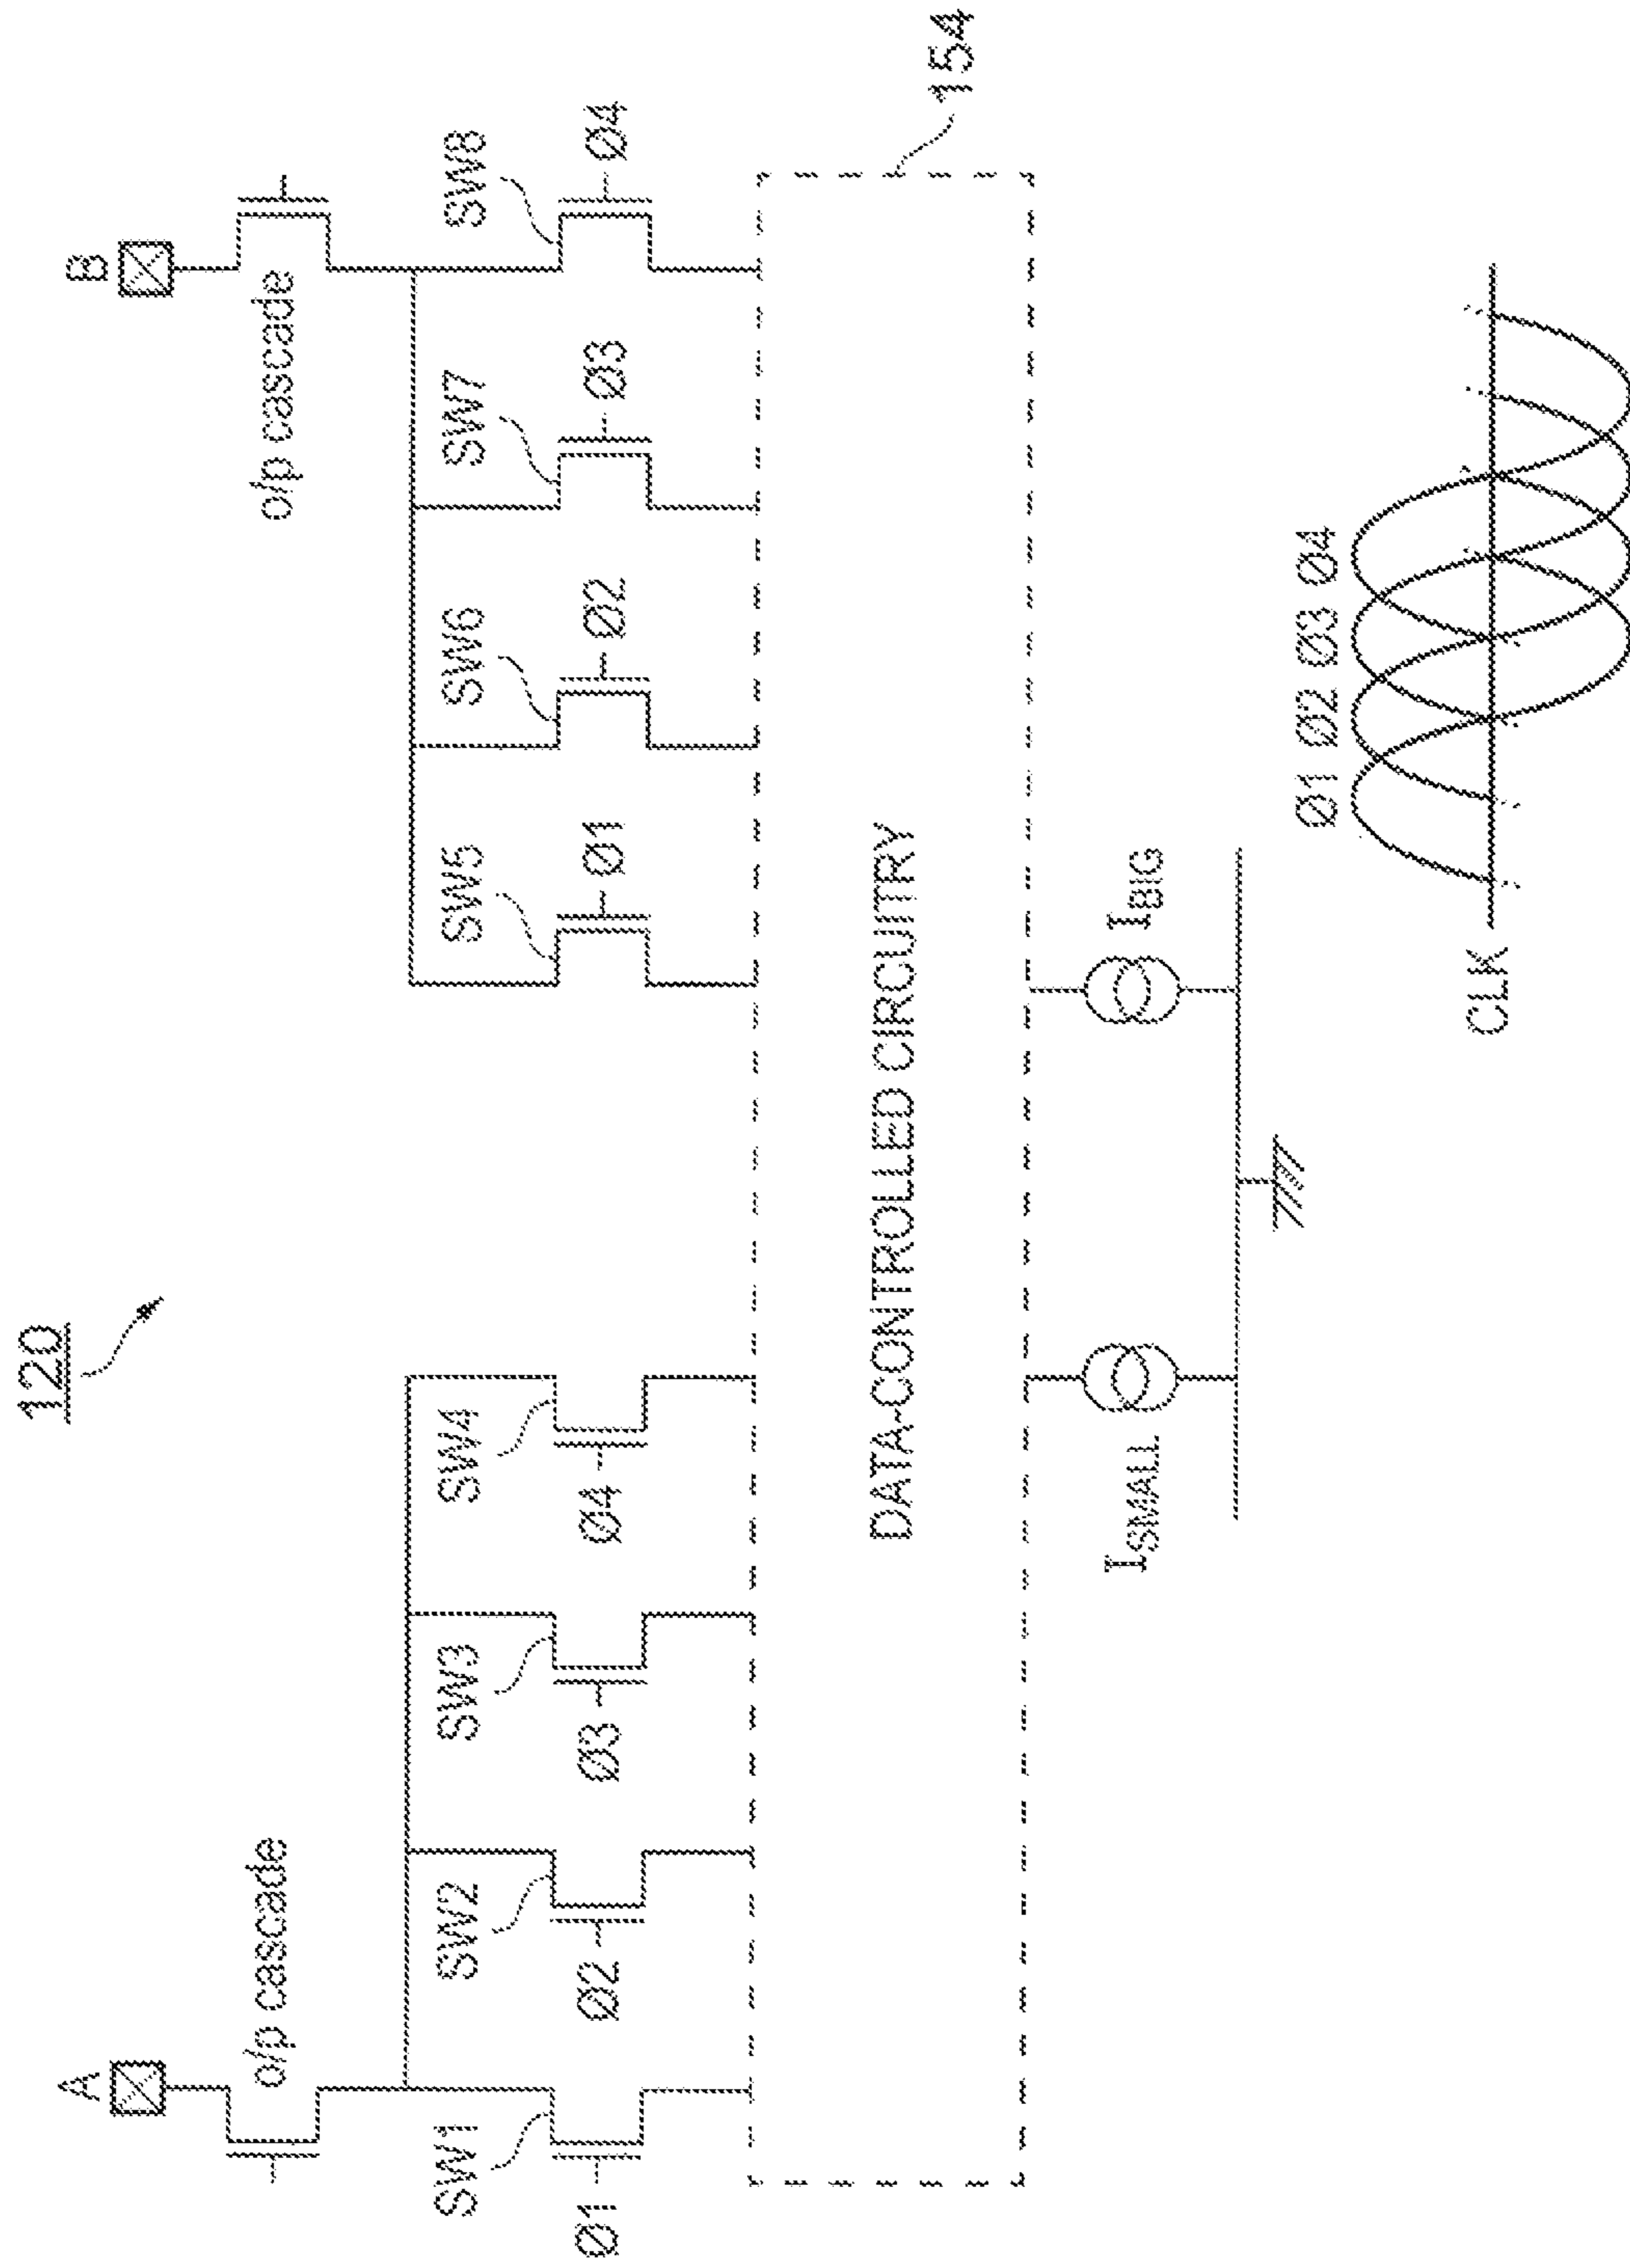 120
A
B
o/p cascade
o/p cascade
SW1
SW2
SW3
SW4
SW5
SW6
SW7
SW8
Ø1
Ø2
Ø3
Ø4
Ø1
Ø2
Ø3
Ø4
DATA-CONTROLLED CIRCUITRY
154
ISMALL
IBIG
Ø1 Ø2 Ø3 Ø4
CLK